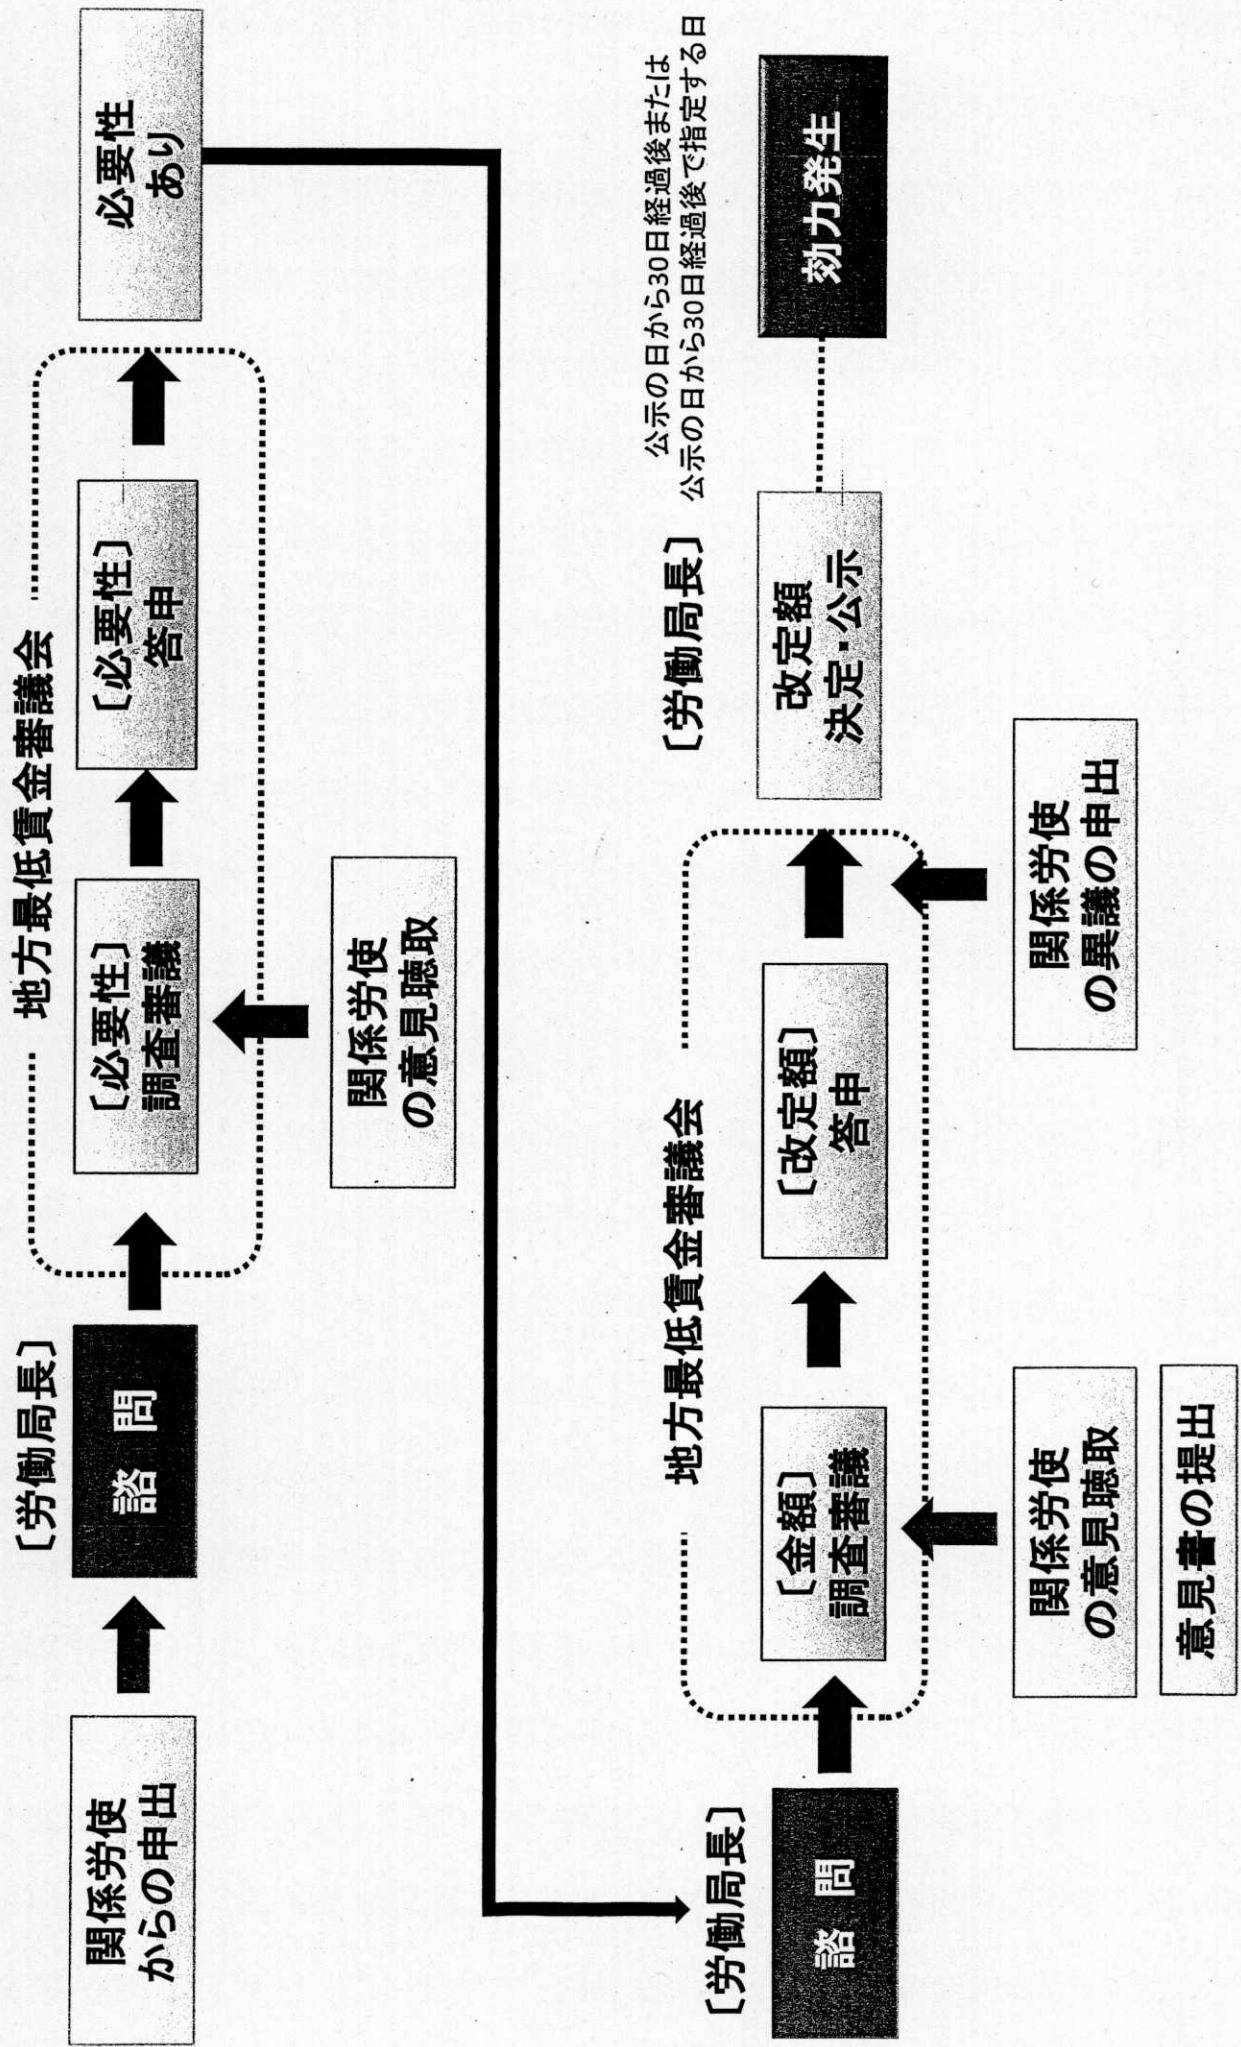 地方最低賃金審議会
関係労使
からの申出
〔労働局長〕
諮問
〔必要性〕
調査審議
〔必要性〕
答申
必要性
あり
関係労使
の意見聴取
〔労働局長〕
諮問
地方最低賃金審議会
〔金額〕
調査審議
〔改定額〕
答申
〔労働局長〕
改定額
決定・公示
公示の日から30日経過後または
公示の日から30日経過後で指定する日
効力発生
関係労使
の意見聴取
意見書の提出
関係労使
の異議の申出